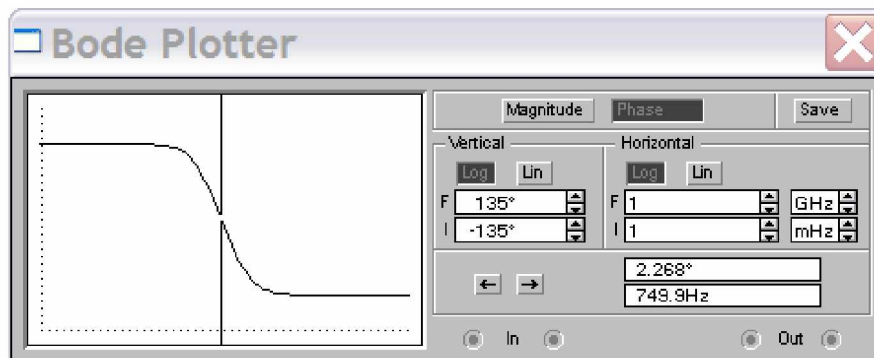 Bode Plotter
Magnitude Phase Save
Vertical Horizontal
Log Lin Log Lin
F 135° F 1 GHz
I -135° I 1 mHz
← → 2.268°
749.9Hz
In Out